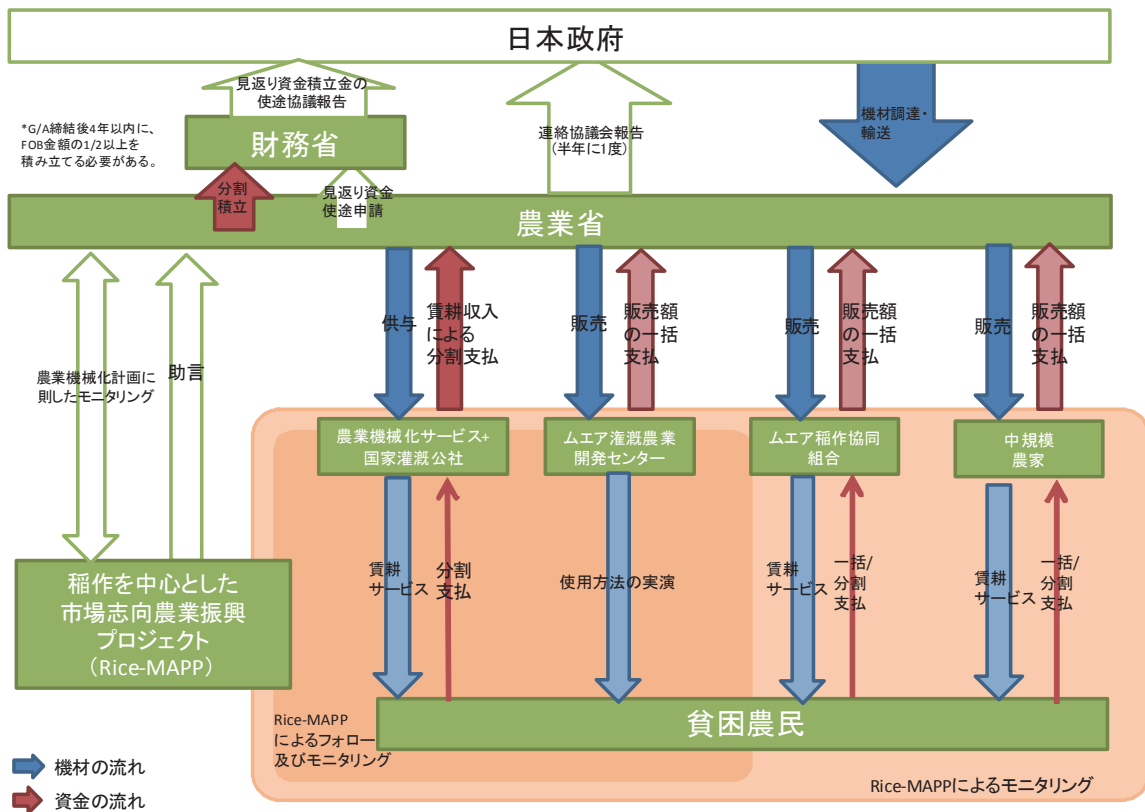 日本政府
見返り資金積立金の
使途協議報告
*G/A締結後4年以内に、
FOB金額の1/2以上を
積み立てる必要がある。
財務省
連絡協議会報告
(半年に1度)
機材調達・
輸送
分割
積立
見返り資金
使途申請
農業省
供与
賃耕収入
による
分割支払
販売
販売額
の一括
支払
販売
販売額
の一括
支払
販売
販売額
の一括
支払
農業機械化計画に
則したモニタリング
助言
農業機械化サービス+
国家灌漑公社
ムエア灌漑農業
開発センター
ムエア稲作協同
組合
中規模
農家
稲作を中心とした
市場志向農業振興
プロジェクト
(Rice-MAPP)
賃耕
サービス
分割
支払
使用方法の実演
賃耕
サービス
一括/
分割
支払
賃耕
サービス
一括/
分割
支払
貧困農民
Rice-MAPP
によるフォロー
及びモニタリング
Rice-MAPPによるモニタリング
機材の流れ
資金の流れ